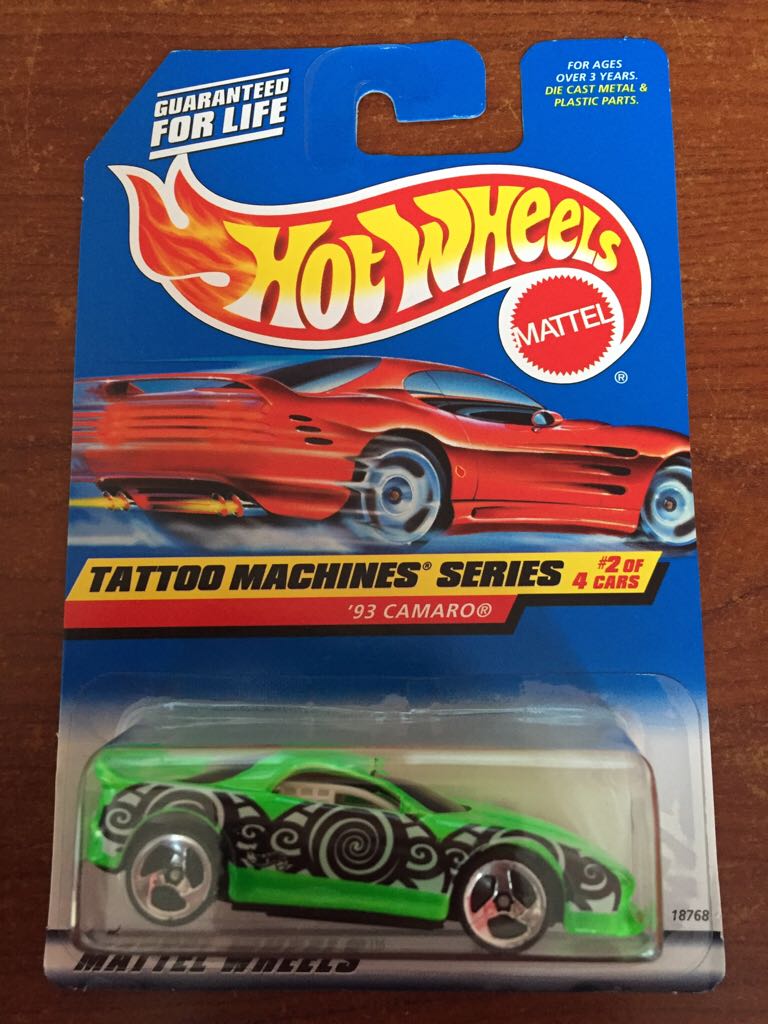 GUARANTEED
FOR LIFE
FOR AGES
OVER 3 YEARS.
DIE CAST METAL &
PLASTIC PARTS.
HOT WHEELS
MATTEL
®
TATTOO MACHINES® SERIES
#2 OF
4 CARS
'93 CAMARO®
18768
MATTEL WHEELS™